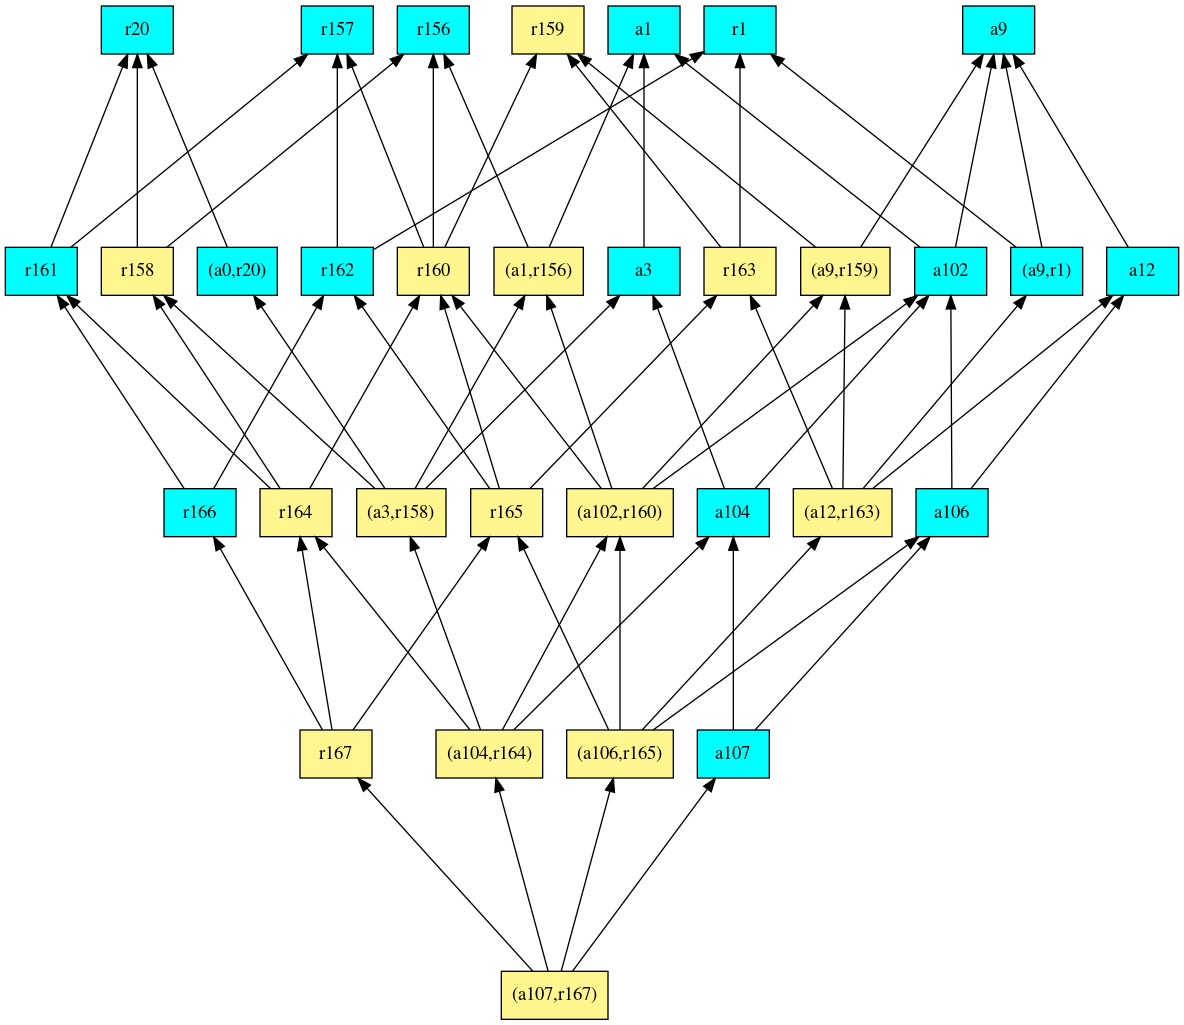 r20
r157
r156
r159
a1
r1
a9
r161
r158
(a0,r20)
r162
r160
(a1,r156)
a3
r163
(a9,r159)
a102
(a9,r1)
a12
r166
r164
(a3,r158)
r165
(a102,r160)
a104
(a12,r163)
a106
r167
(a104,r164)
(a106,r165)
a107
(a107,r167)